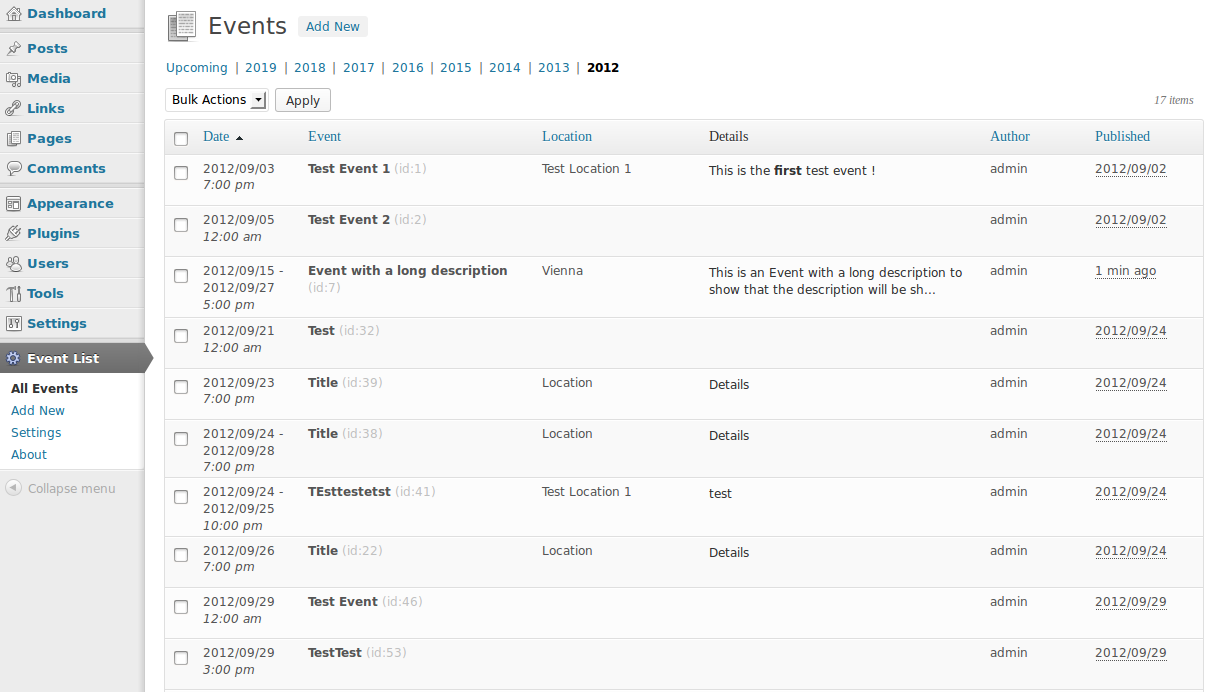 Dashboard
Posts
Media
Links
Pages
Comments
Appearance
Plugins
Users
Tools
Settings
Event List
All Events
Add New
Settings
About
Collapse menu
Events Add New
Upcoming | 2019 | 2018 | 2017 | 2016 | 2015 | 2014 | 2013 | 2012
Bulk Actions Apply 17 items
Date Event Location Details Author Published
2012/09/03 Test Event 1 (id:1) Test Location 1 This is the first test event ! admin 2012/09/02
7:00 pm
2012/09/05 Test Event 2 (id:2) admin 2012/09/02
12:00 am
2012/09/15 - Event with a long description Vienna This is an Event with a long description to admin 1 min ago
2012/09/27 (id:7) show that the description will be sh...
5:00 pm
2012/09/21 Test (id:32) admin 2012/09/24
12:00 am
2012/09/23 Title (id:39) Location Details admin 2012/09/24
7:00 pm
2012/09/24 - Title (id:38) Location Details admin 2012/09/24
2012/09/28
7:00 pm
2012/09/24 - TEsttestetst (id:41) Test Location 1 test admin 2012/09/24
2012/09/25
10:00 pm
2012/09/26 Title (id:22) Location Details admin 2012/09/24
7:00 pm
2012/09/29 Test Event (id:46) admin 2012/09/29
12:00 am
2012/09/29 TestTest (id:53) admin 2012/09/29
3:00 pm